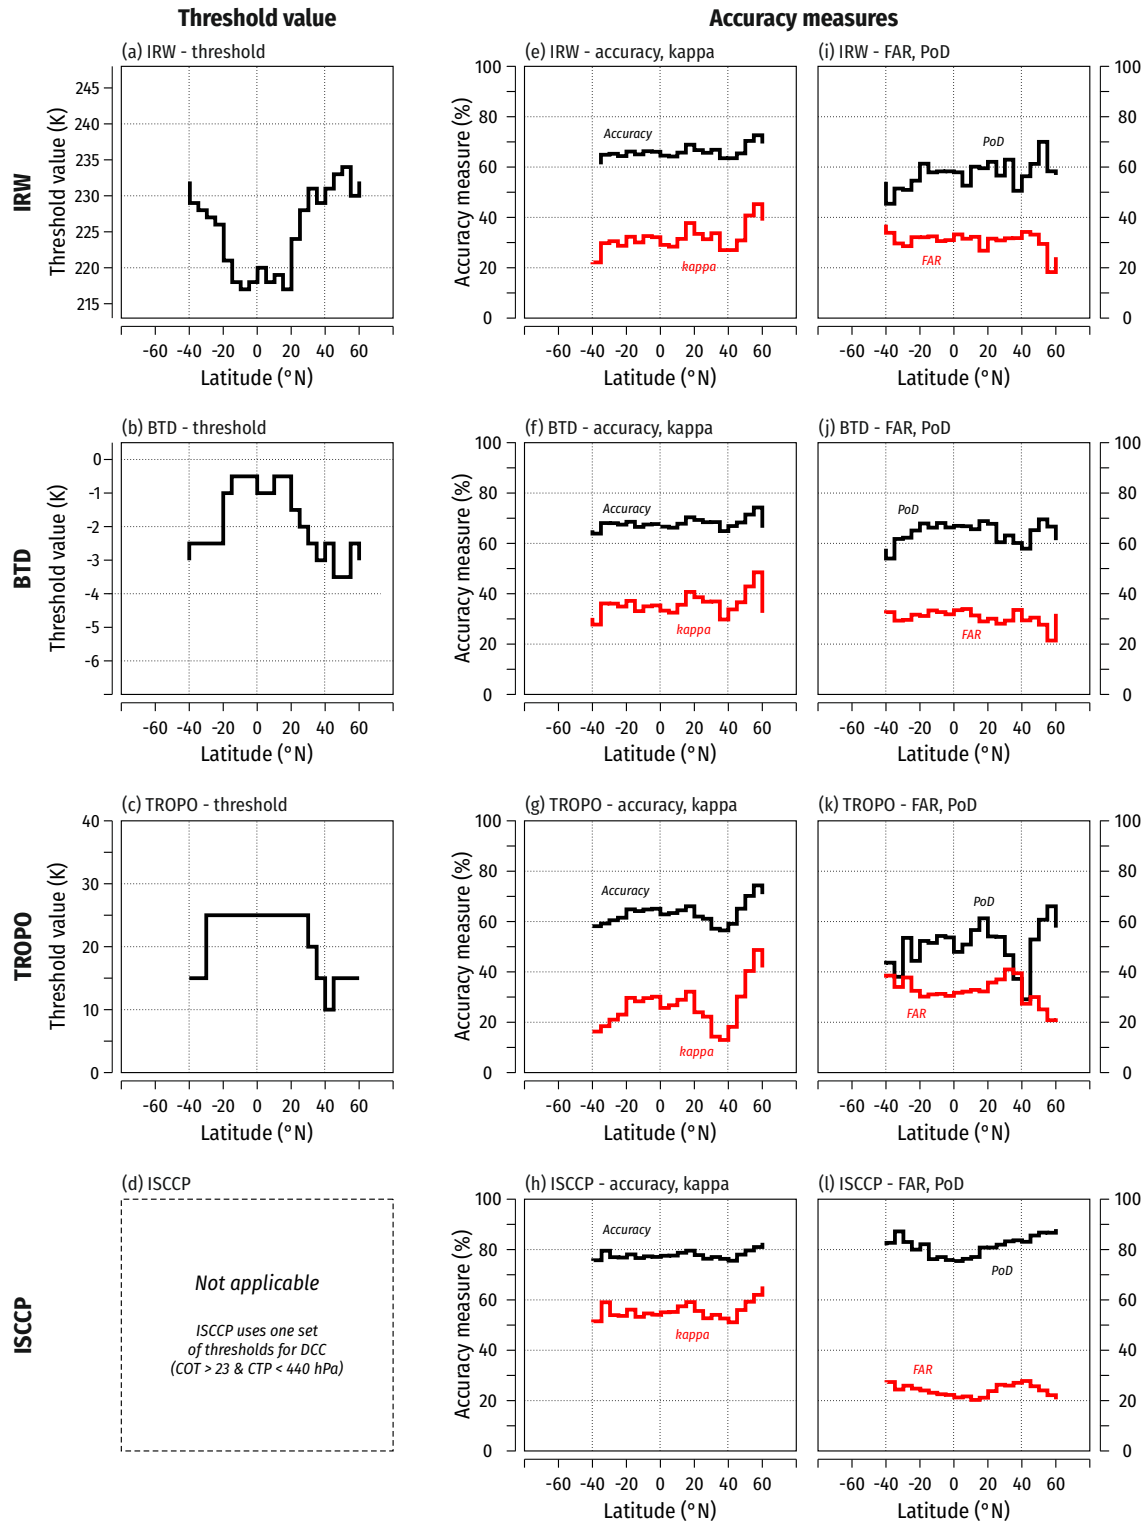 Threshold value
Accuracy measures
IRW
(a) IRW - threshold
Threshold value (K)
245
240
235
230
225
220
215
-60 -40 -20 0 20 40 60
Latitude (°N)
(e) IRW - accuracy, kappa
Accuracy measure (%)
100
80
60
40
20
0
Accuracy
kappa
-60 -40 -20 0 20 40 60
Latitude (°N)
(i) IRW - FAR, PoD
PoD
FAR
100
80
60
40
20
0
-60 -40 -20 0 20 40 60
Latitude (°N)
BTD
(b) BTD - threshold
Threshold value (K)
0
-1
-2
-3
-4
-5
-6
-60 -40 -20 0 20 40 60
Latitude (°N)
(f) BTD - accuracy, kappa
Accuracy measure (%)
100
80
60
40
20
0
Accuracy
kappa
-60 -40 -20 0 20 40 60
Latitude (°N)
(j) BTD - FAR, PoD
PoD
FAR
100
80
60
40
20
0
-60 -40 -20 0 20 40 60
Latitude (°N)
TROPO
(c) TROPO - threshold
Threshold value (K)
40
30
20
10
0
-60 -40 -20 0 20 40 60
Latitude (°N)
(g) TROPO - accuracy, kappa
Accuracy measure (%)
100
80
60
40
20
0
Accuracy
kappa
-60 -40 -20 0 20 40 60
Latitude (°N)
(k) TROPO - FAR, PoD
PoD
FAR
100
80
60
40
20
0
-60 -40 -20 0 20 40 60
Latitude (°N)
ISCCP
(d) ISCCP
Not applicable
ISCCP uses one set
of thresholds for DCC
(COT > 23 & CTP < 440 hPa)
(h) ISCCP - accuracy, kappa
Accuracy measure (%)
100
80
60
40
20
0
Accuracy
kappa
-60 -40 -20 0 20 40 60
Latitude (°N)
(l) ISCCP - FAR, PoD
PoD
FAR
100
80
60
40
20
0
-60 -40 -20 0 20 40 60
Latitude (°N)